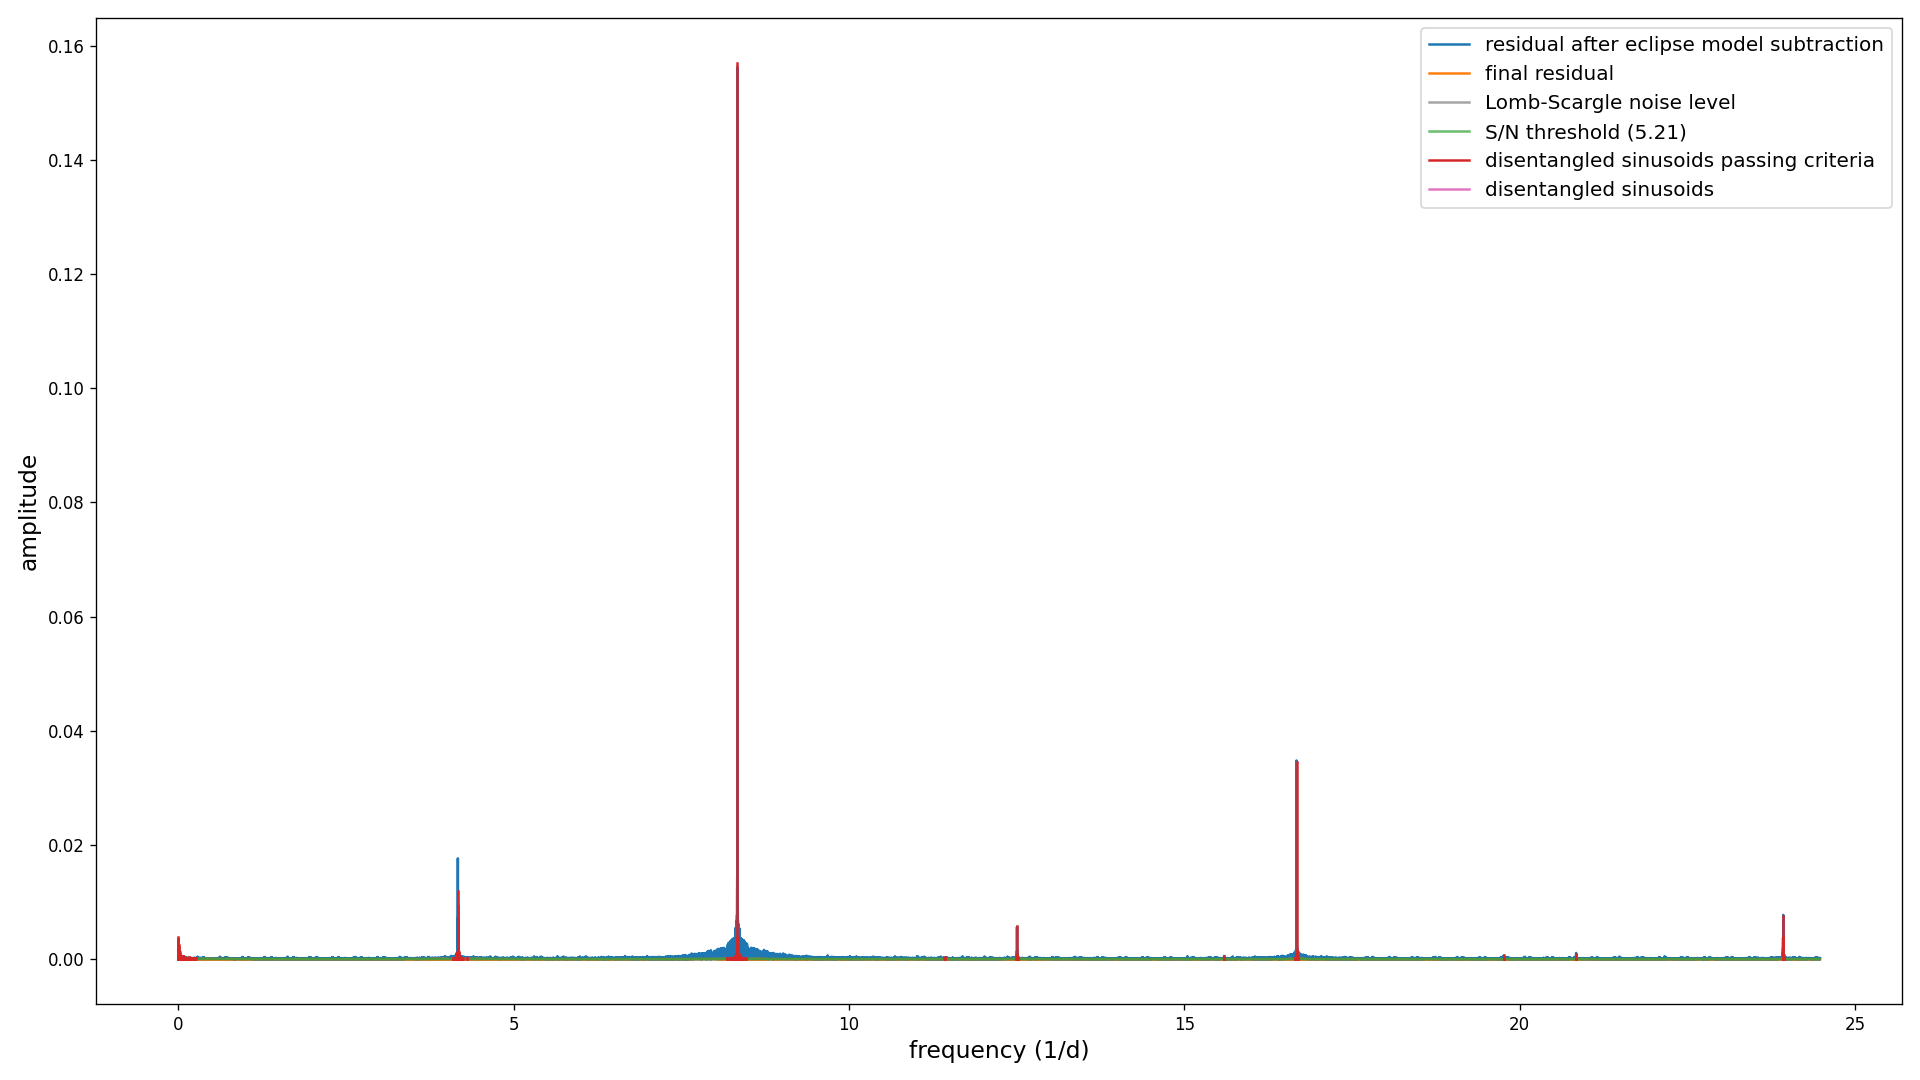 residual after eclipse model subtraction
final residual
Lomb-Scargle noise level
S/N threshold (5.21)
disentangled sinusoids passing criteria
disentangled sinusoids
0.16
0.14
0.12
0.10
0.08
0.06
0.04
0.02
0.00
amplitude
0 5 10 15 20 25
frequency (1/d)